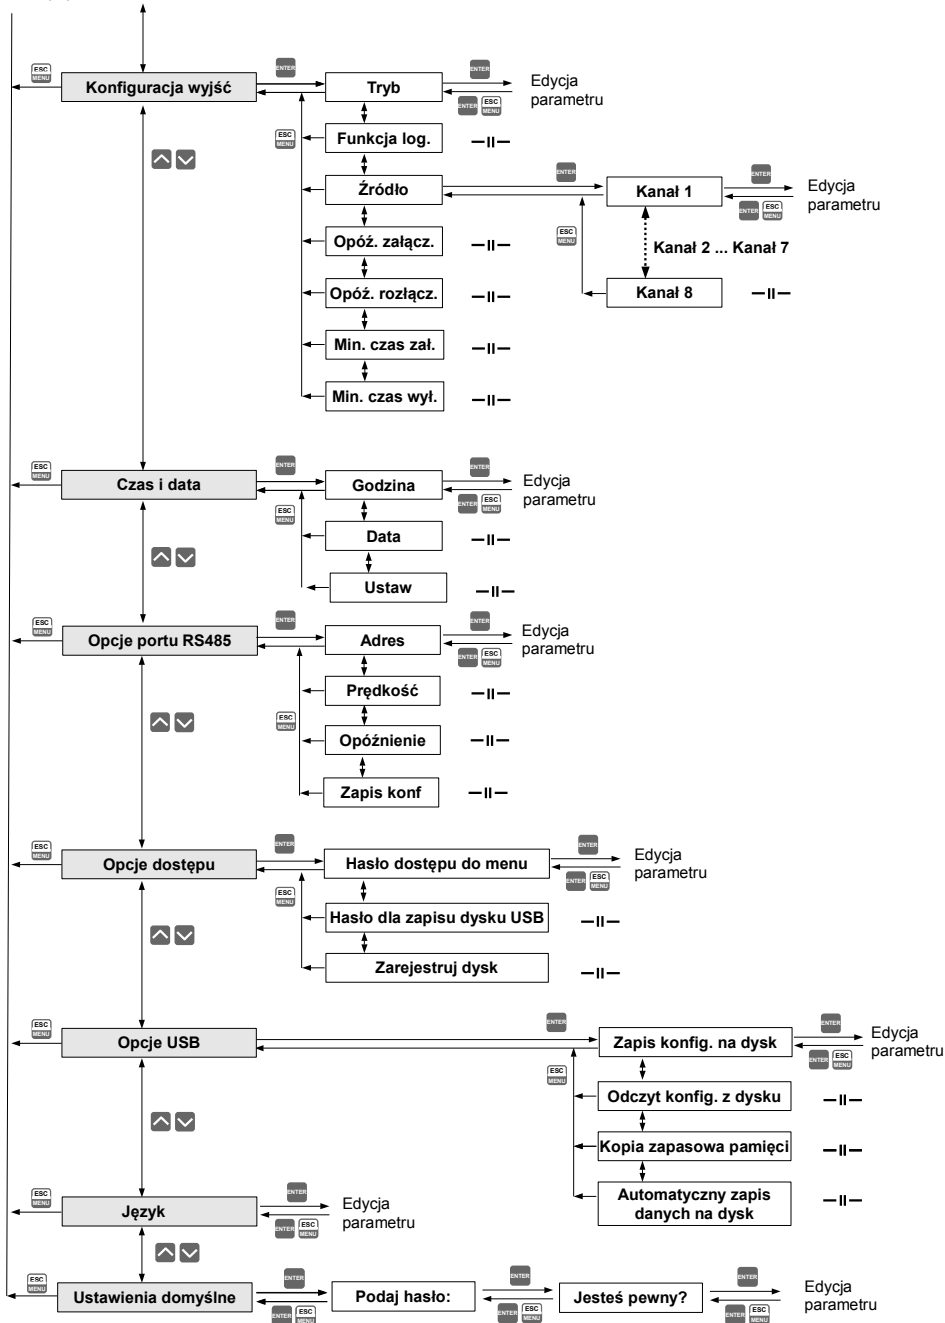 ESC
MENU
Konfiguracja wyjść
ENTER
Tryb
ENTER
ENTER ESC
MENU
Edycja
parametru
ESC
MENU
Funkcja log.
—II—
Źródło
ENTER
Kanał 1
ENTER
ENTER ESC
MENU
Edycja
parametru
ESC
MENU
Opóź. załącz.
—II—
Kanał 2 ... Kanał 7
Opóź. rozłącz.
—II—
Kanał 8
—II—
Min. czas zał.
—II—
Min. czas wył.
—II—
ESC
MENU
Czas i data
ENTER
Godzina
ENTER
ENTER ESC
MENU
Edycja
parametru
ESC
MENU
Data
—II—
Ustaw
—II—
ESC
MENU
Opcje portu RS485
ENTER
Adres
ENTER
ENTER ESC
MENU
Edycja
parametru
Prędkość
—II—
ESC
MENU
Opóźnienie
—II—
Zapis konf
—II—
ESC
MENU
Opcje dostępu
ENTER
Hasło dostępu do menu
ENTER
ENTER ESC
MENU
Edycja
parametru
ESC
MENU
Hasło dla zapisu dysku USB
—II—
Zarejestruj dysk
—II—
ESC
MENU
Opcje USB
ENTER
Zapis konfig. na dysk
ENTER
ENTER ESC
MENU
Edycja
parametru
ESC
MENU
Odczyt konfig. z dysku
—II—
Kopia zapasowa pamięci
—II—
Automatyczny zapis
danych na dysk
—II—
ESC
MENU
Język
ENTER
ENTER ESC
MENU
Edycja
parametru
ESC
MENU
Ustawienia domyślne
ENTER
ENTER ESC
MENU
Podaj hasło:
ENTER
ENTER ESC
MENU
Jesteś pewny?
ENTER
ENTER ESC
MENU
Edycja
parametru